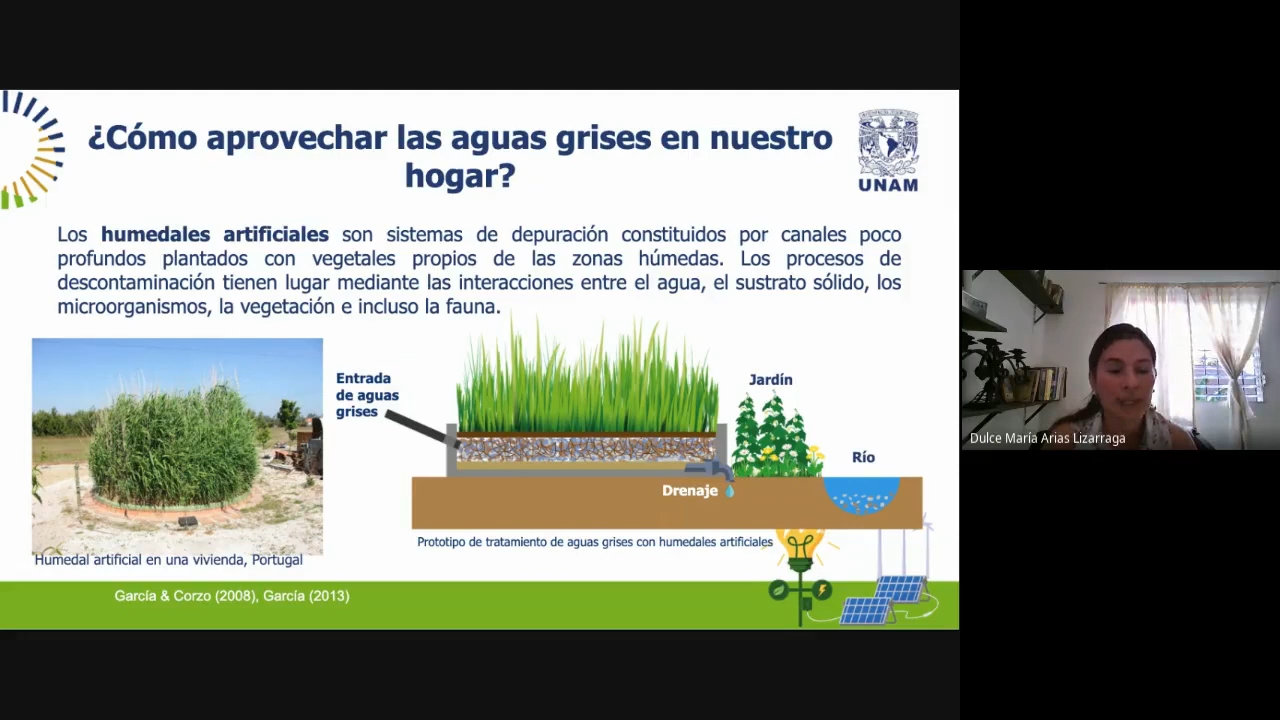 ¿Cómo aprovechar las aguas grises en nuestro
hogar?
UNAM
Los humedales artificiales son sistemas de depuración constituidos por canales poco
profundos plantados con vegetales propios de las zonas húmedas. Los procesos de
descontaminación tienen lugar mediante las interacciones entre el agua, el sustrato sólido, los
microorganismos, la vegetación e incluso la fauna.
Entrada
de aguas
grises
Jardín
Río
Drenaje
Humedal artificial en una vivienda, Portugal
Prototipo de tratamiento de aguas grises con humedales artificiales
García & Corzo (2008), García (2013)
Dulce María Arias Lizarraga